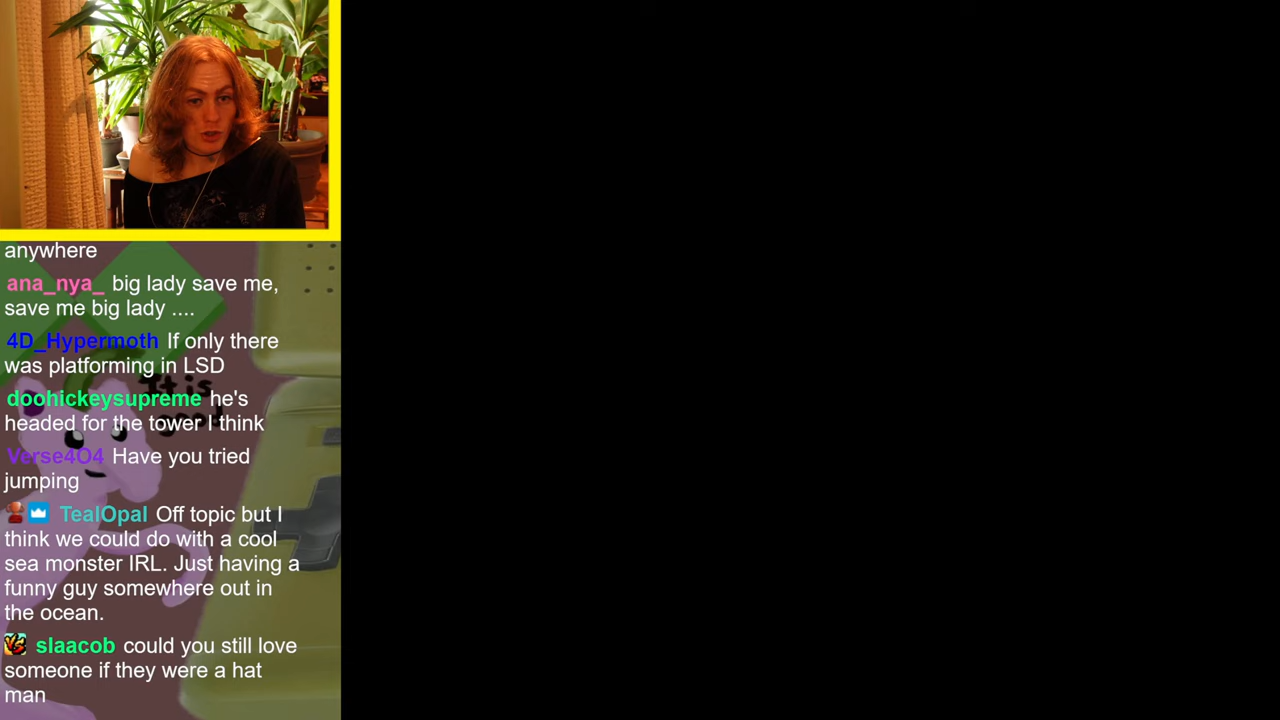 anywhere
ana_nya_ big lady save me,
save me big lady ....
4D_Hypermoth If only there
was platforming in LSD
doohickeysupreme he's
headed for the tower I think
Verse4O4 Have you tried
jumping
TealOpal Off topic but I
think we could do with a cool
sea monster IRL. Just having a
funny guy somewhere out in
the ocean.
slaacob could you still love
someone if they were a hat
man
It is
good